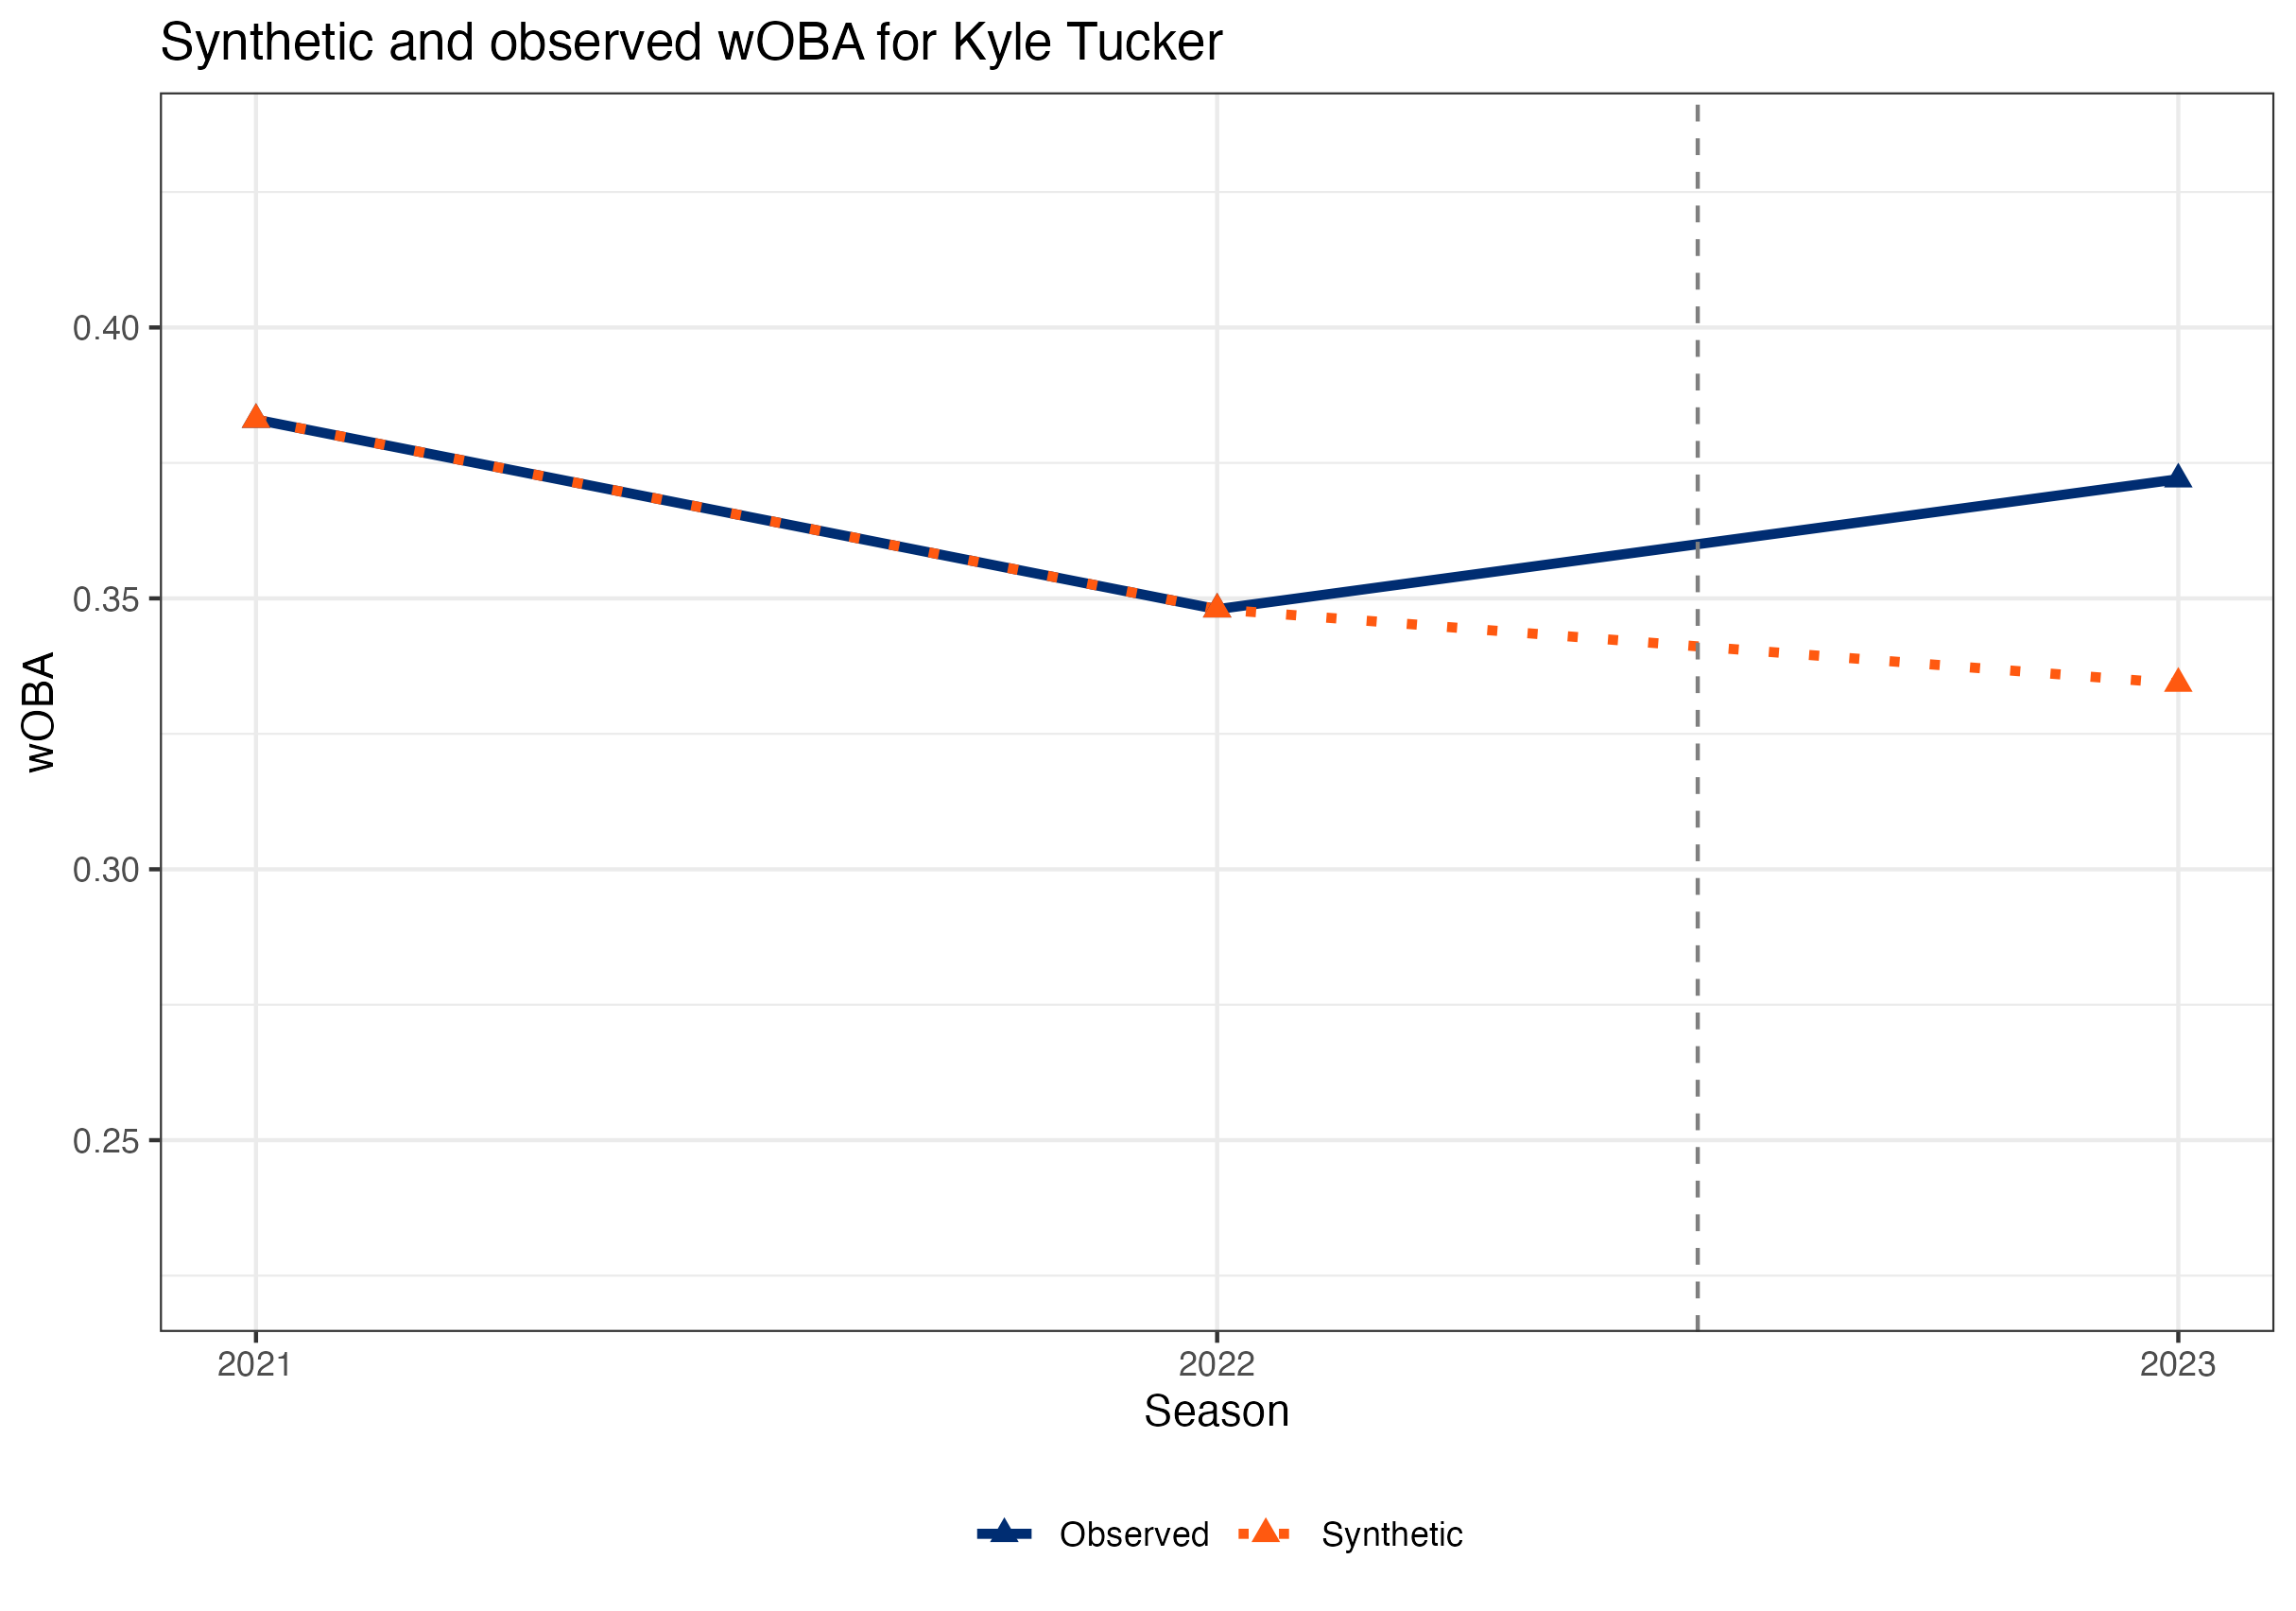 Synthetic and observed wOBA for Kyle Tucker
wOBA
0.40
0.35
0.30
0.25
2021 2022 2023
Season
Observed Synthetic